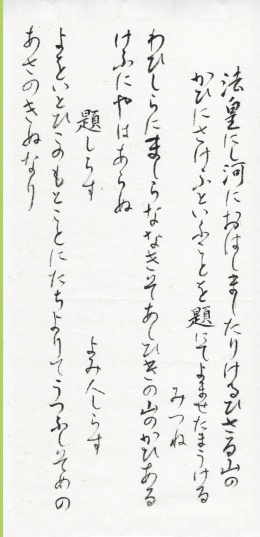 法皇にし河におはしましたりける日さる山の
かひにさけふといふことを題にてよませたまうける
みつね
わひしらにましらななきそあしひきの山のかひある
けふにやはあらぬ
題しらす
よみ人しらす
よをいとひこのもとことにたちよりてうつふしそめの
あさのきぬなり